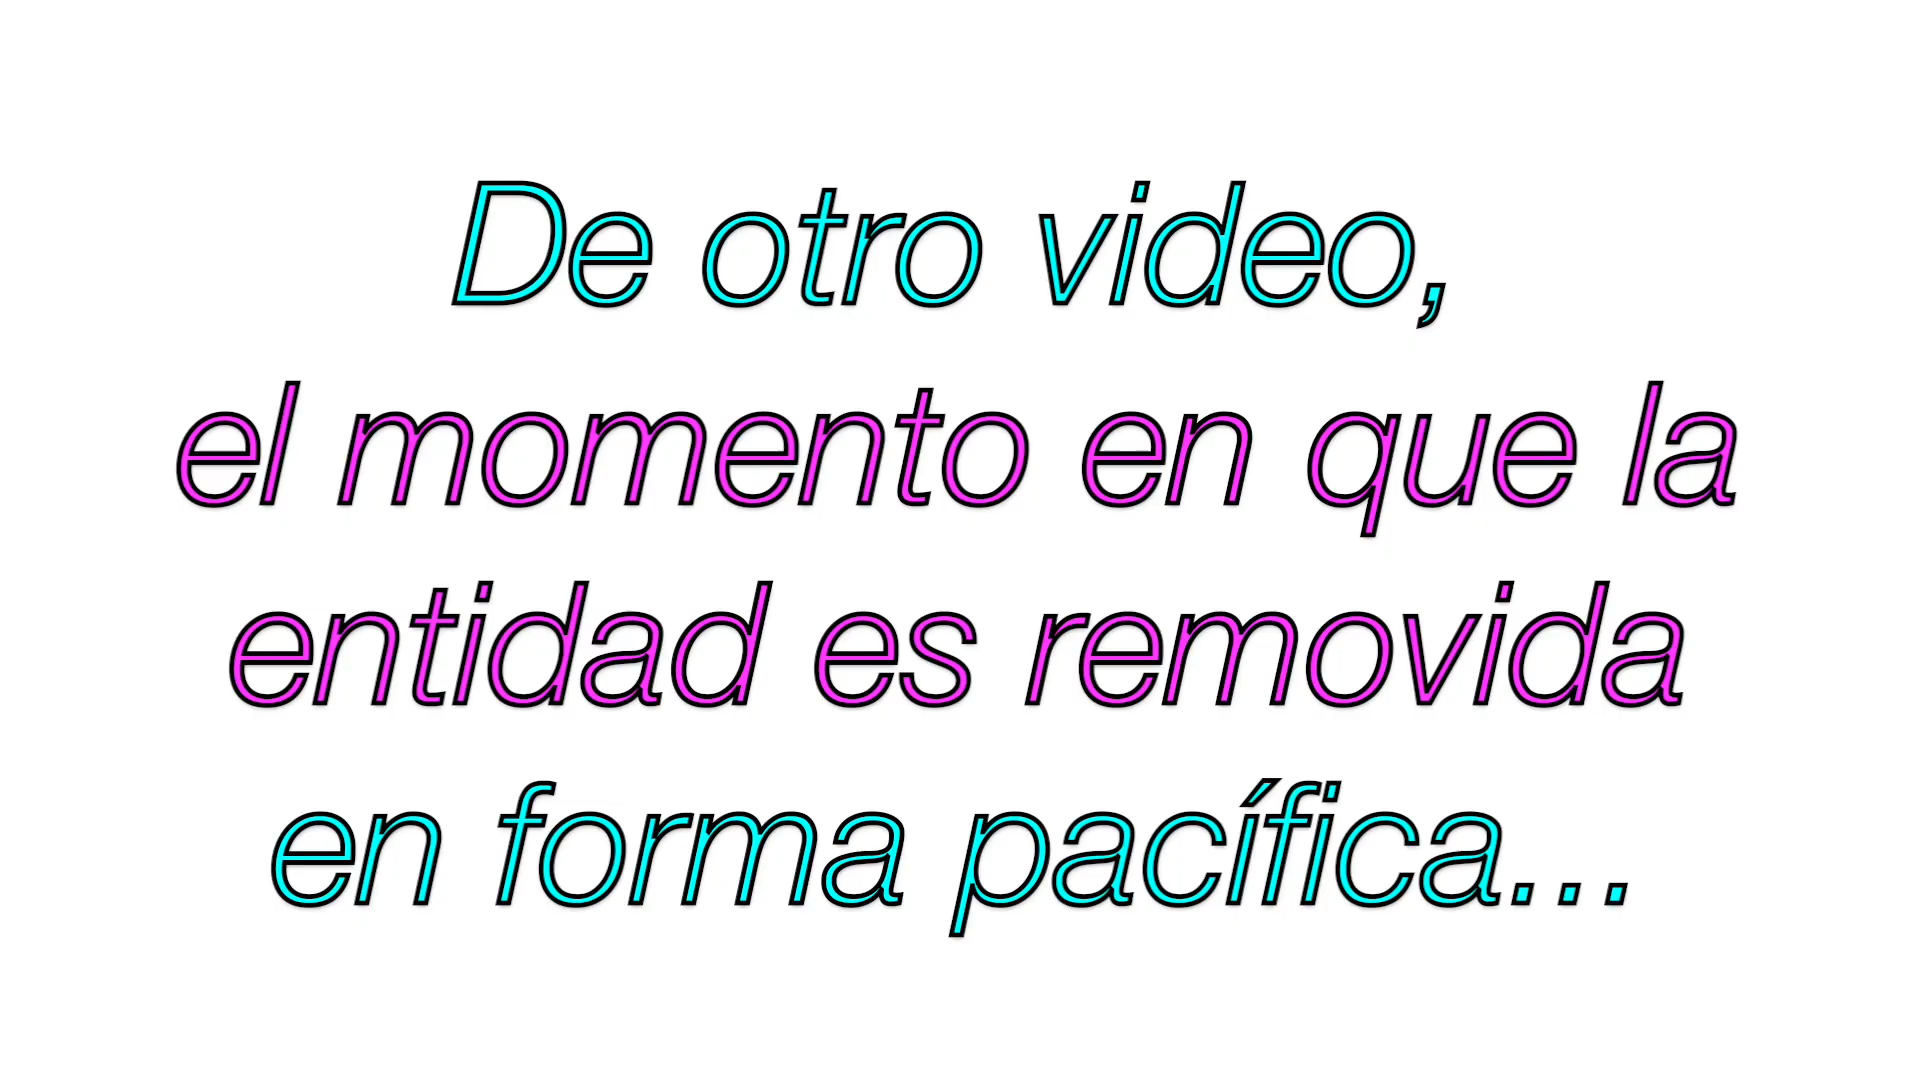 De otro video,
el momento en que la
entidad es removida
en forma pacífica...